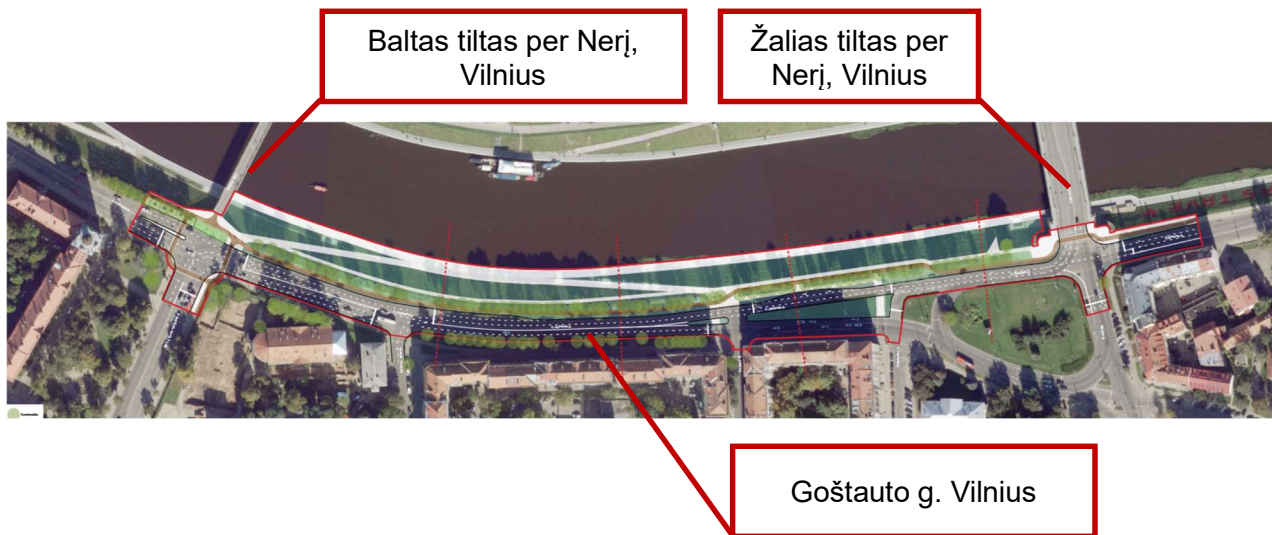 Baltas tiltas per Nerį,
Vilnius
Žalias tiltas per
Nerį, Vilnius
Goštauto g. Vilnius